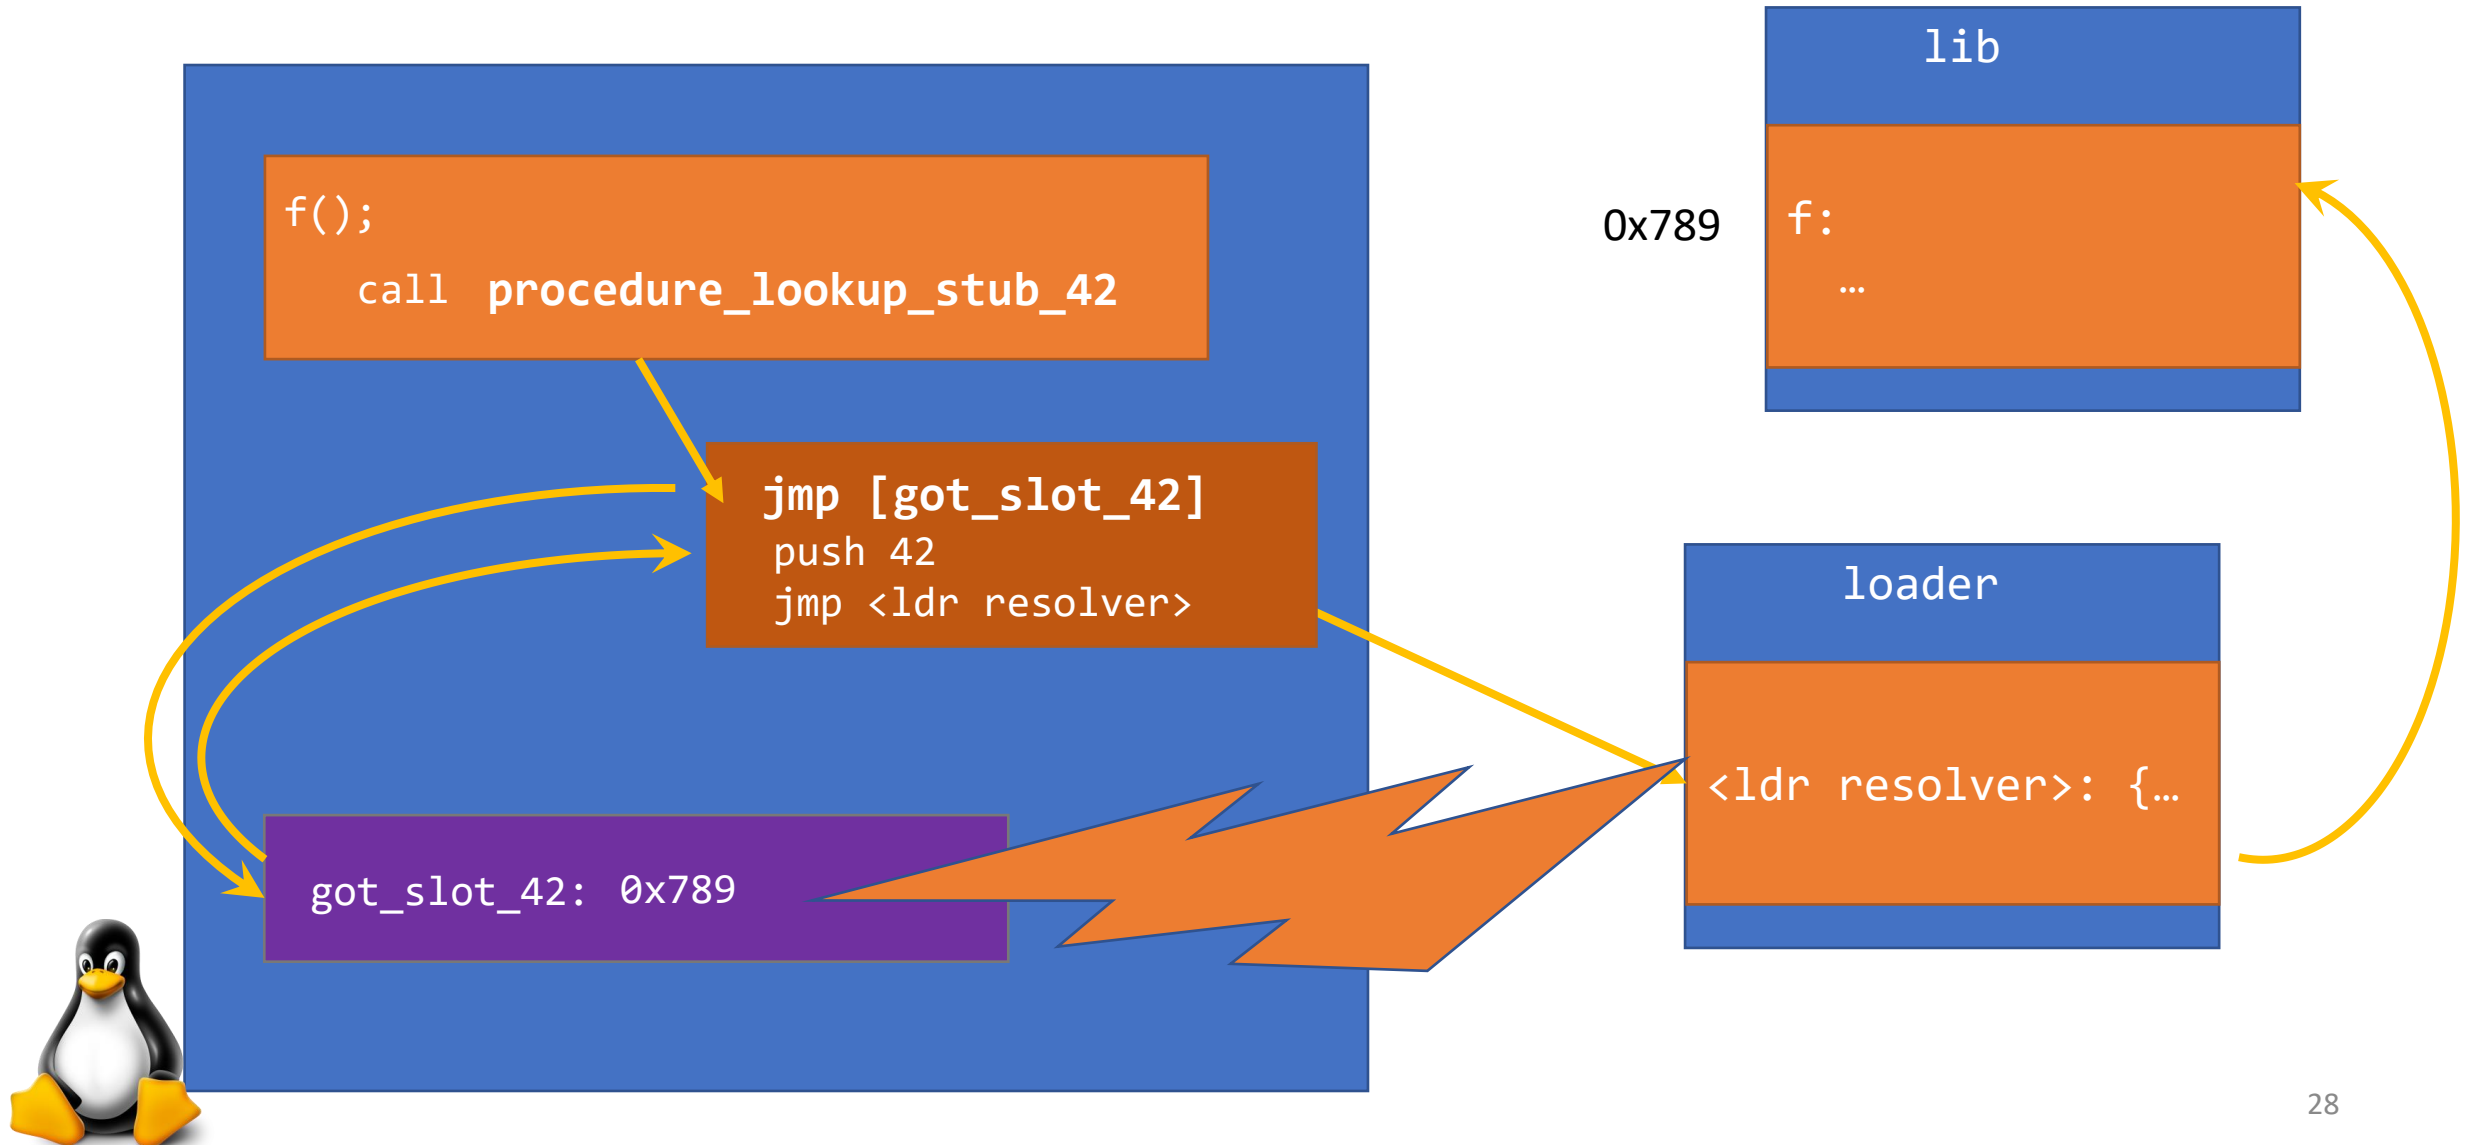 f();
call procedure_lookup_stub_42
jmp [got_slot_42]
push 42
jmp <ldr resolver>
got_slot_42: 0x789
lib
0x789
f:
…
loader
<ldr resolver>: {…
28